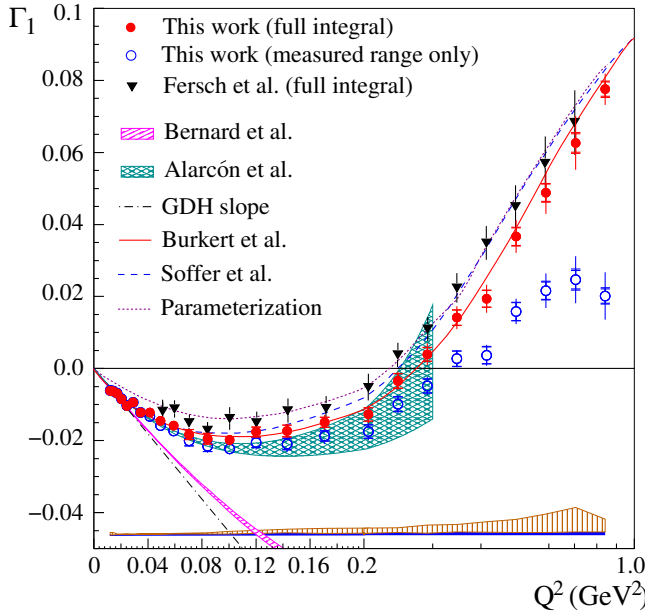 Γ₁
0.1
This work (full integral)
This work (measured range only)
Fersch et al. (full integral)
0.08
Bernard et al.
0.06
Alarcón et al.
GDH slope
0.04
Burkert et al.
Soffer et al.
0.02
Parameterization
0.0
−0.02
−0.04
0 0.04 0.08 0.12 0.16 0.2 1.0
Q² (GeV²)